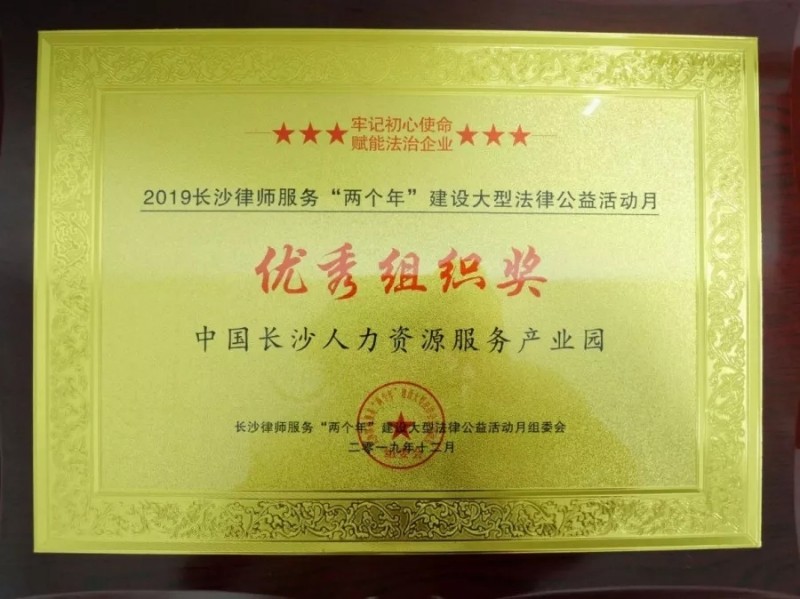 牢记初心使命
赋能法治企业
2019长沙律师服务“两个年”建设大型法律公益活动月
优秀组织奖
中国长沙人力资源服务产业园
长沙律师服务“两个年”建设大型法律公益活动月组委会
二零一九年十二月
组委会